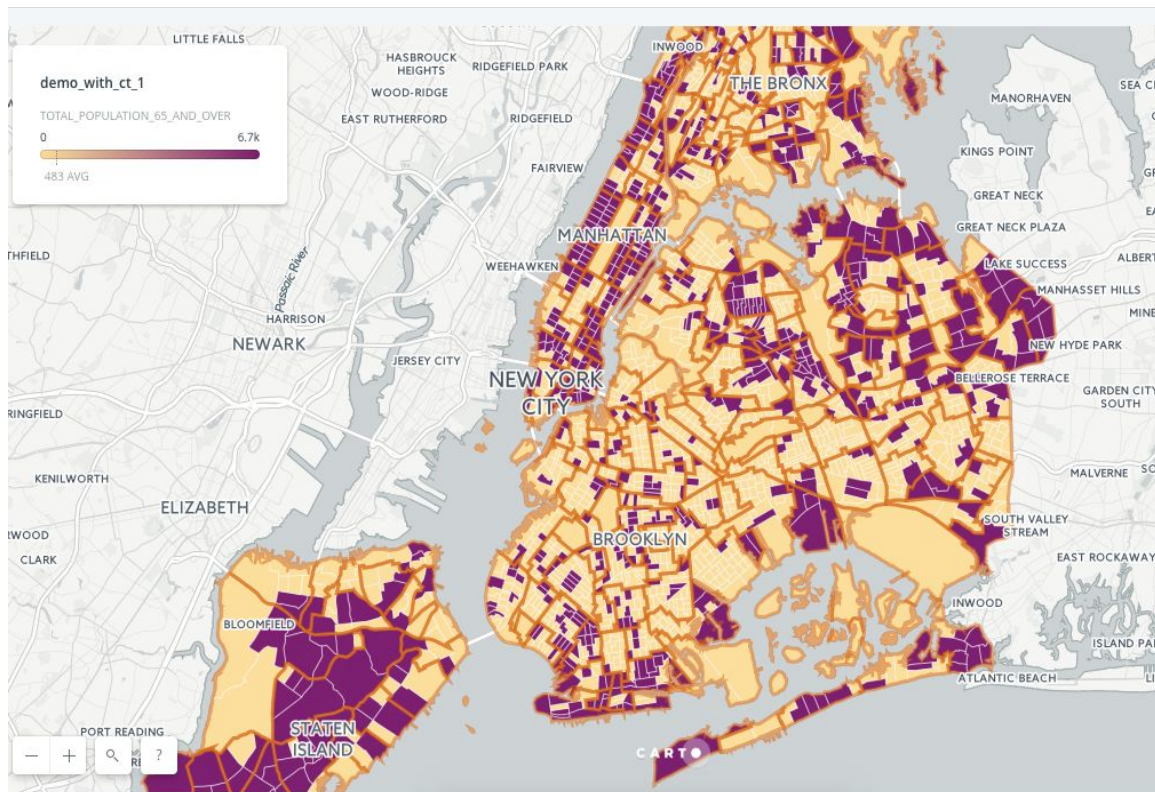 LITTLE FALLS
HASBROUCK
HEIGHTS
RIDGEFIELD PARK
INWOOD
demo_with_ct_1
TOTAL_POPULATION_65_AND_OVER
0 6.7k
483 AVG
WOOD-RIDGE
EAST RUTHERFORD
RIDGEFIELD
THE BRONX
MANORHAVEN
SEA C
KINGS POINT
FAIRVIEW
GREAT NECK
GREAT NECK PLAZA
MANHATTAN
THFIELD
Passaic River
WEEHAWKEN
LAKE SUCCESS
ALBERT
MANHASSET HILLS
HARRISON
MINE
NEWARK
JERSEY CITY
NEW HYDE PARK
NEW YORK
CITY
BELLEROSE TERRACE
GARDEN CITY
SOUTH
RINGFIELD
KENILWORTH
MALVERNE
SO
ELIZABETH
SOUTH VALLEY
STREAM
RWOOD
CLARK
BROOKLYN
EAST ROCKAWAY
INWOOD
BLOOMFIELD
ISLAND PA
ATLANTIC BEACH
LI
PORT READING
STATEN
ISLAND
CARTO
?